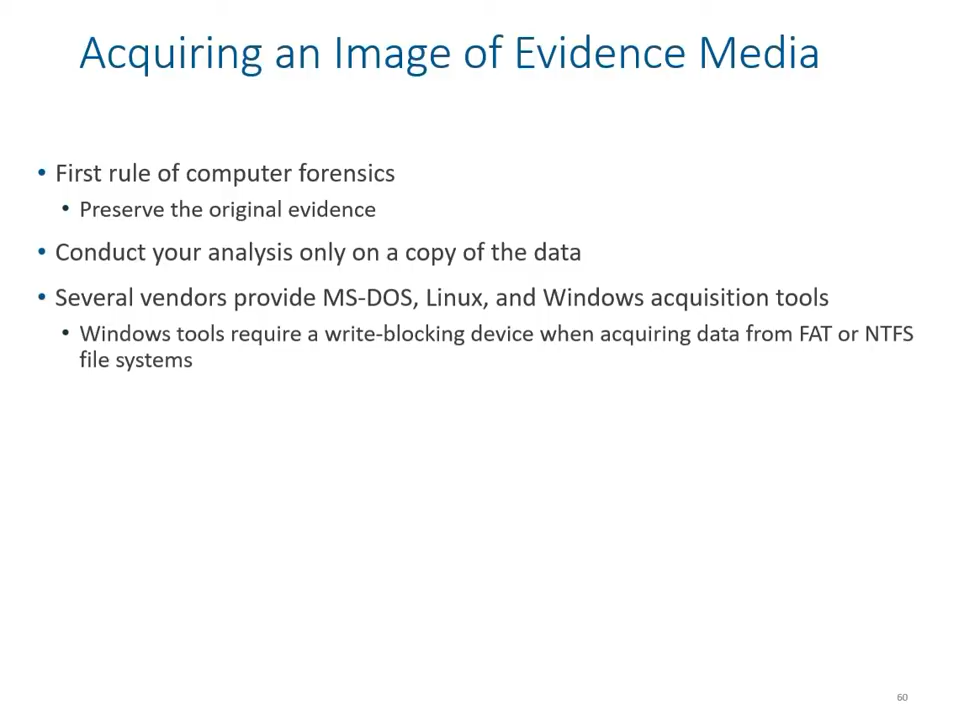 Acquiring an Image of Evidence Media
• First rule of computer forensics
• Preserve the original evidence
• Conduct your analysis only on a copy of the data
• Several vendors provide MS-DOS, Linux, and Windows acquisition tools
• Windows tools require a write-blocking device when acquiring data from FAT or NTFS
file systems
60